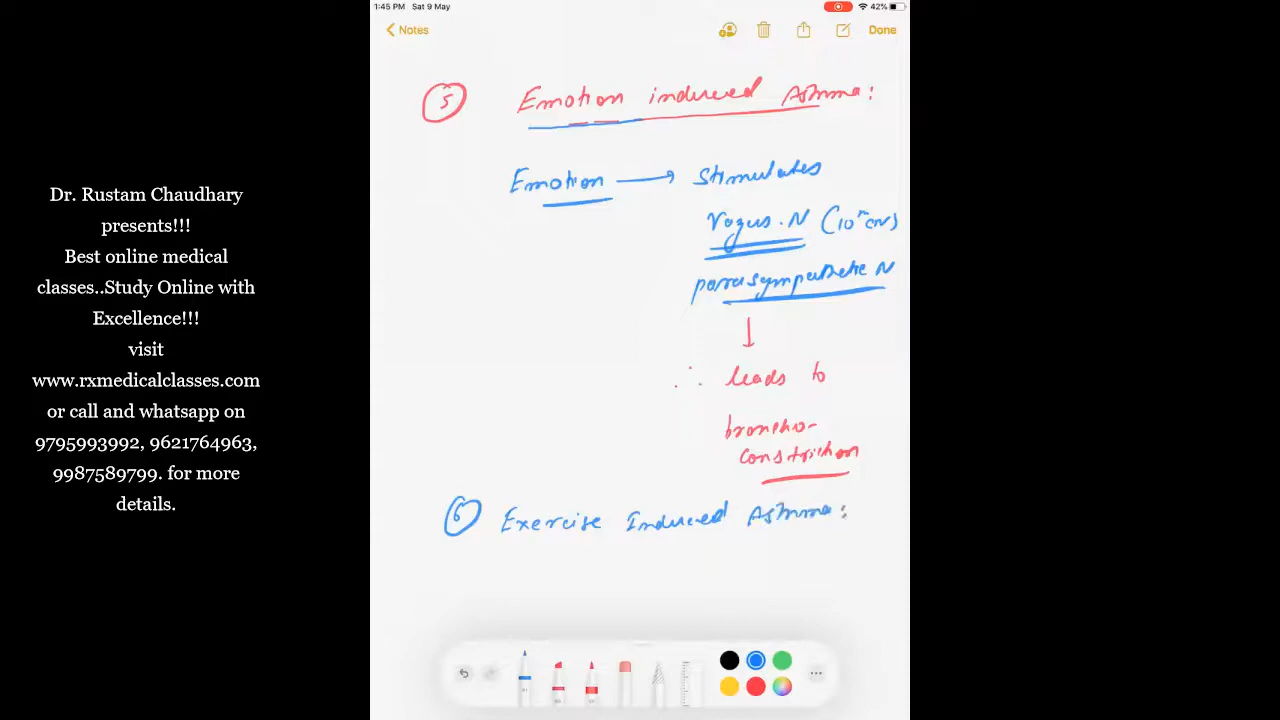 1:45 PM Sat 9 May
42%
Notes
Done
5 Emotion induced Asthma:
Emotion → Stimulates
Vagus. N (10th CN)
parasympathetic N
↓
∴ leads to
broncho-
constriction
6 Exercise Induced Asthma:
Dr. Rustam Chaudhary
presents!!!
Best online medical
classes..Study Online with
Excellence!!!
visit
www.rxmedicalclasses.com
or call and whatsapp on
9795993992, 9621764963,
9987589799. for more
details.